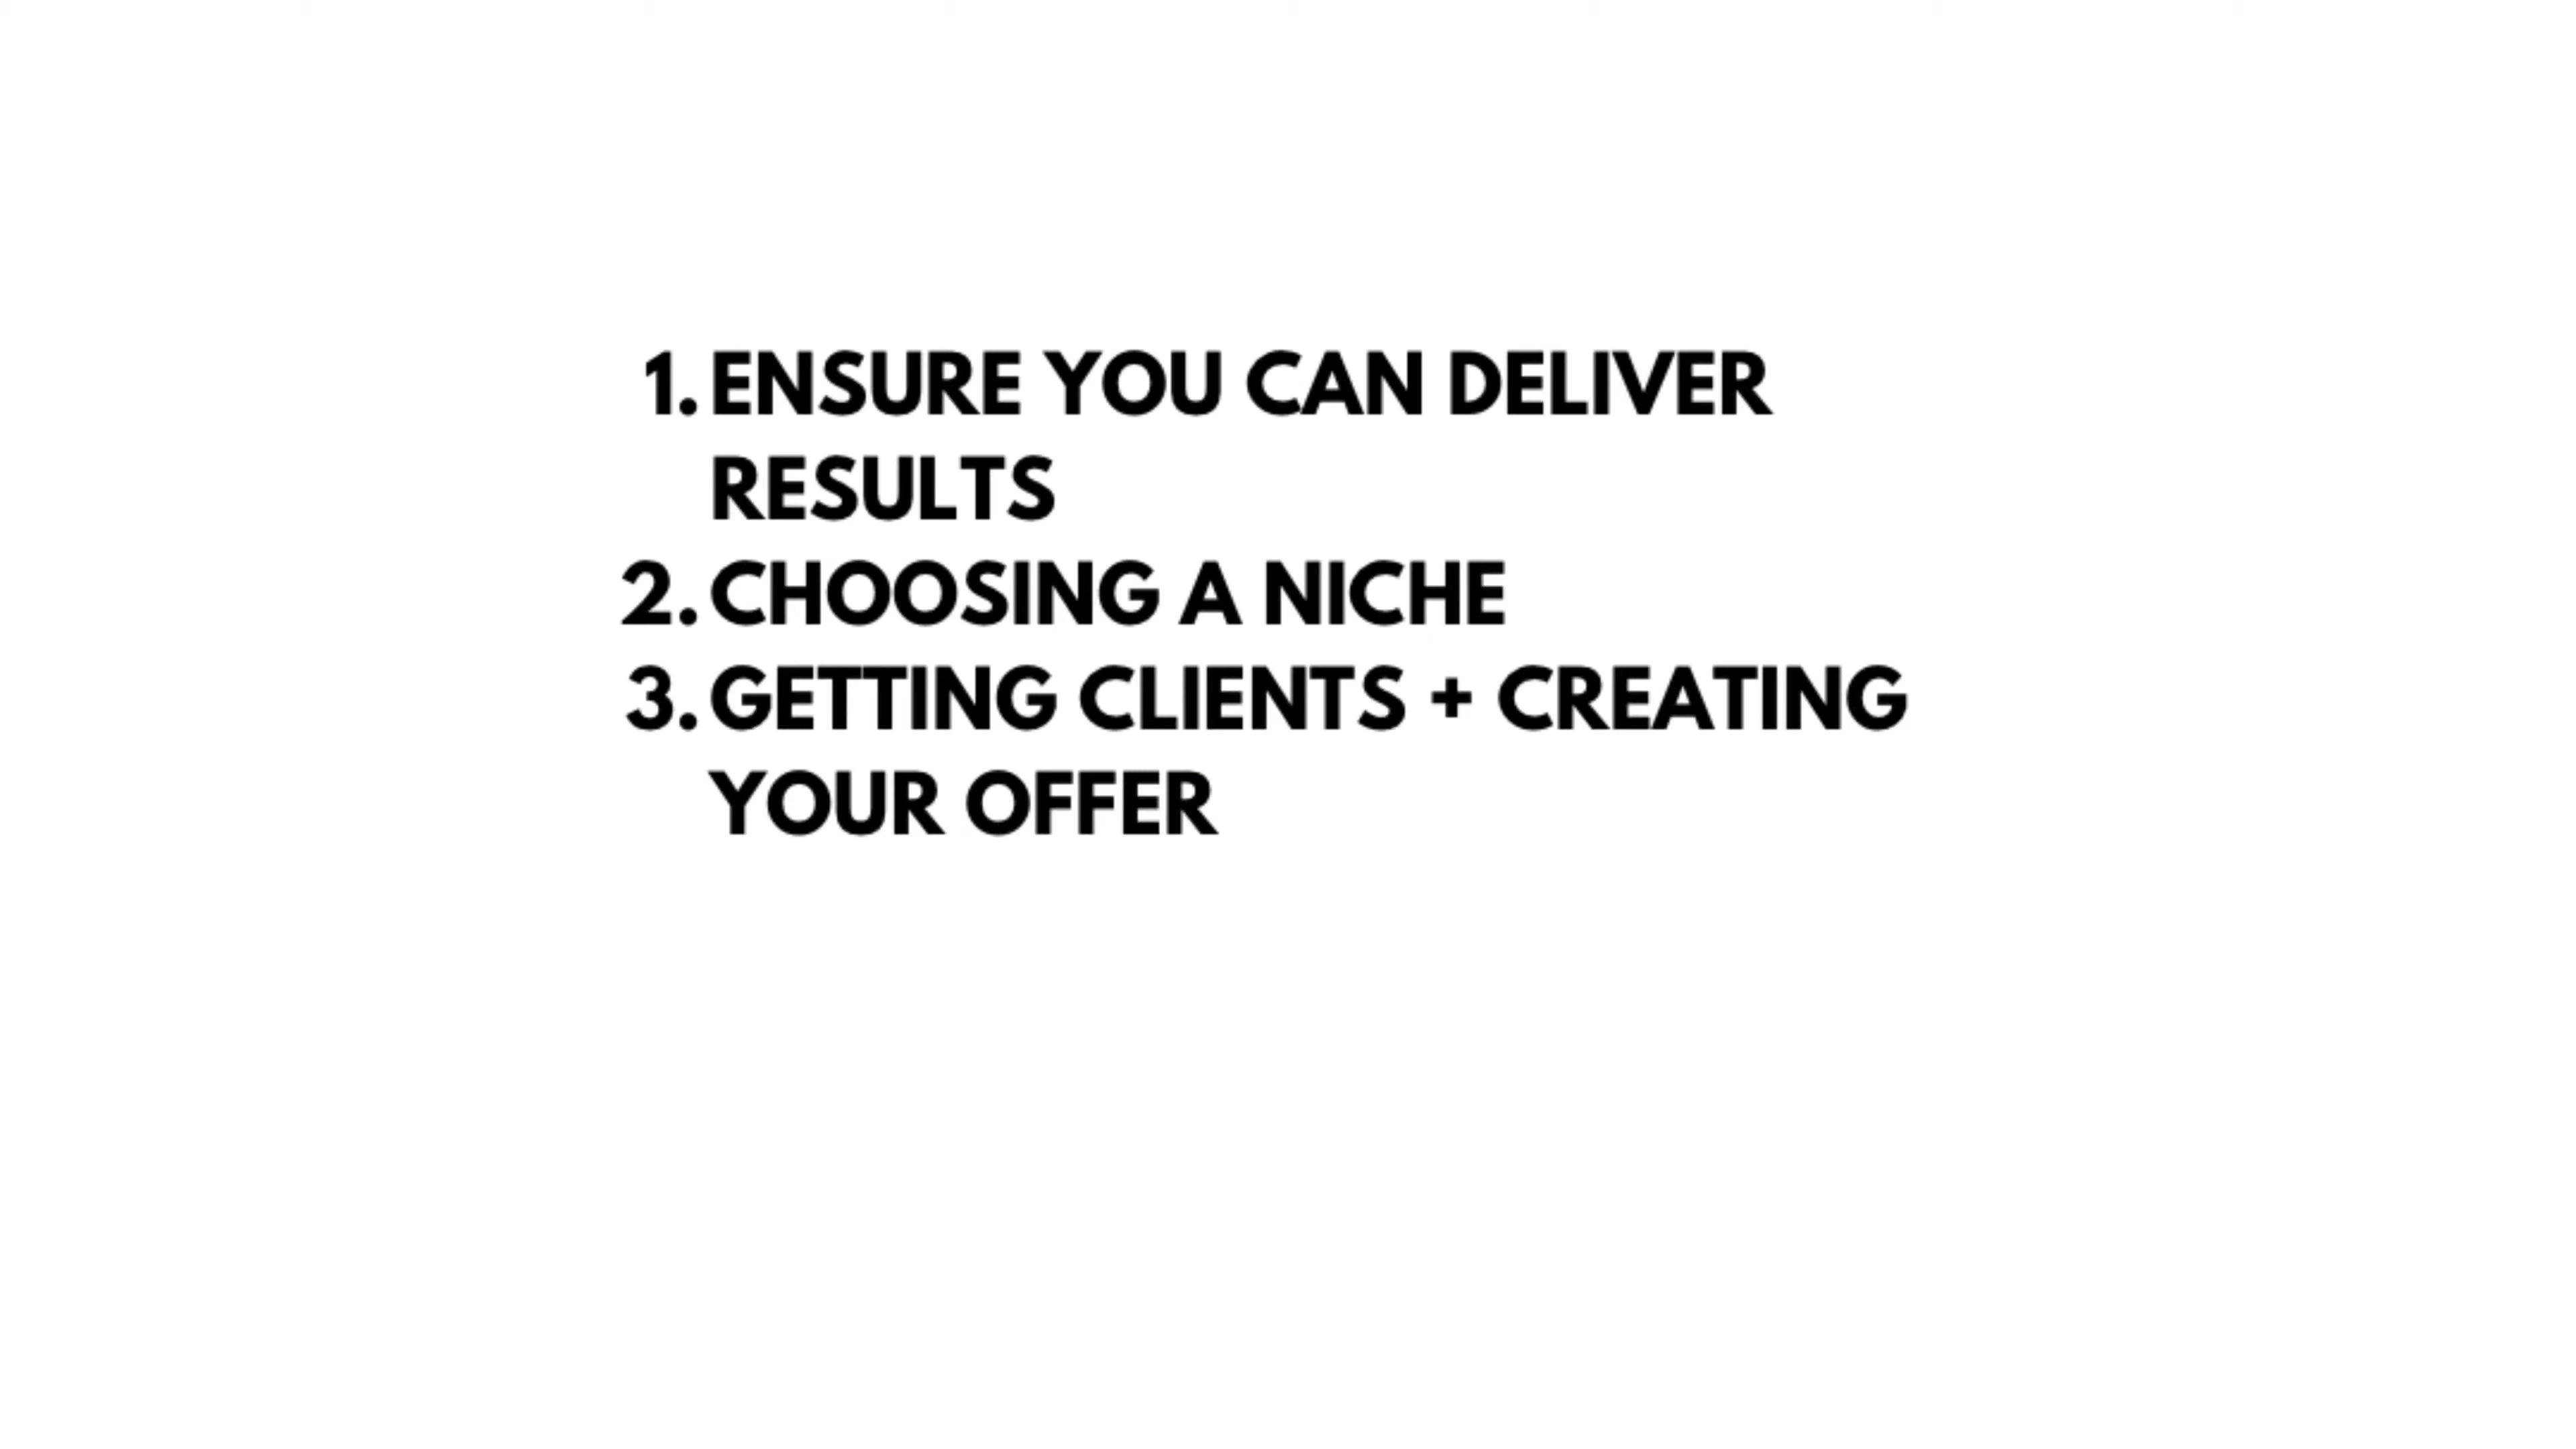 1. ENSURE YOU CAN DELIVER
RESULTS
2. CHOOSING A NICHE
3. GETTING CLIENTS + CREATING
YOUR OFFER